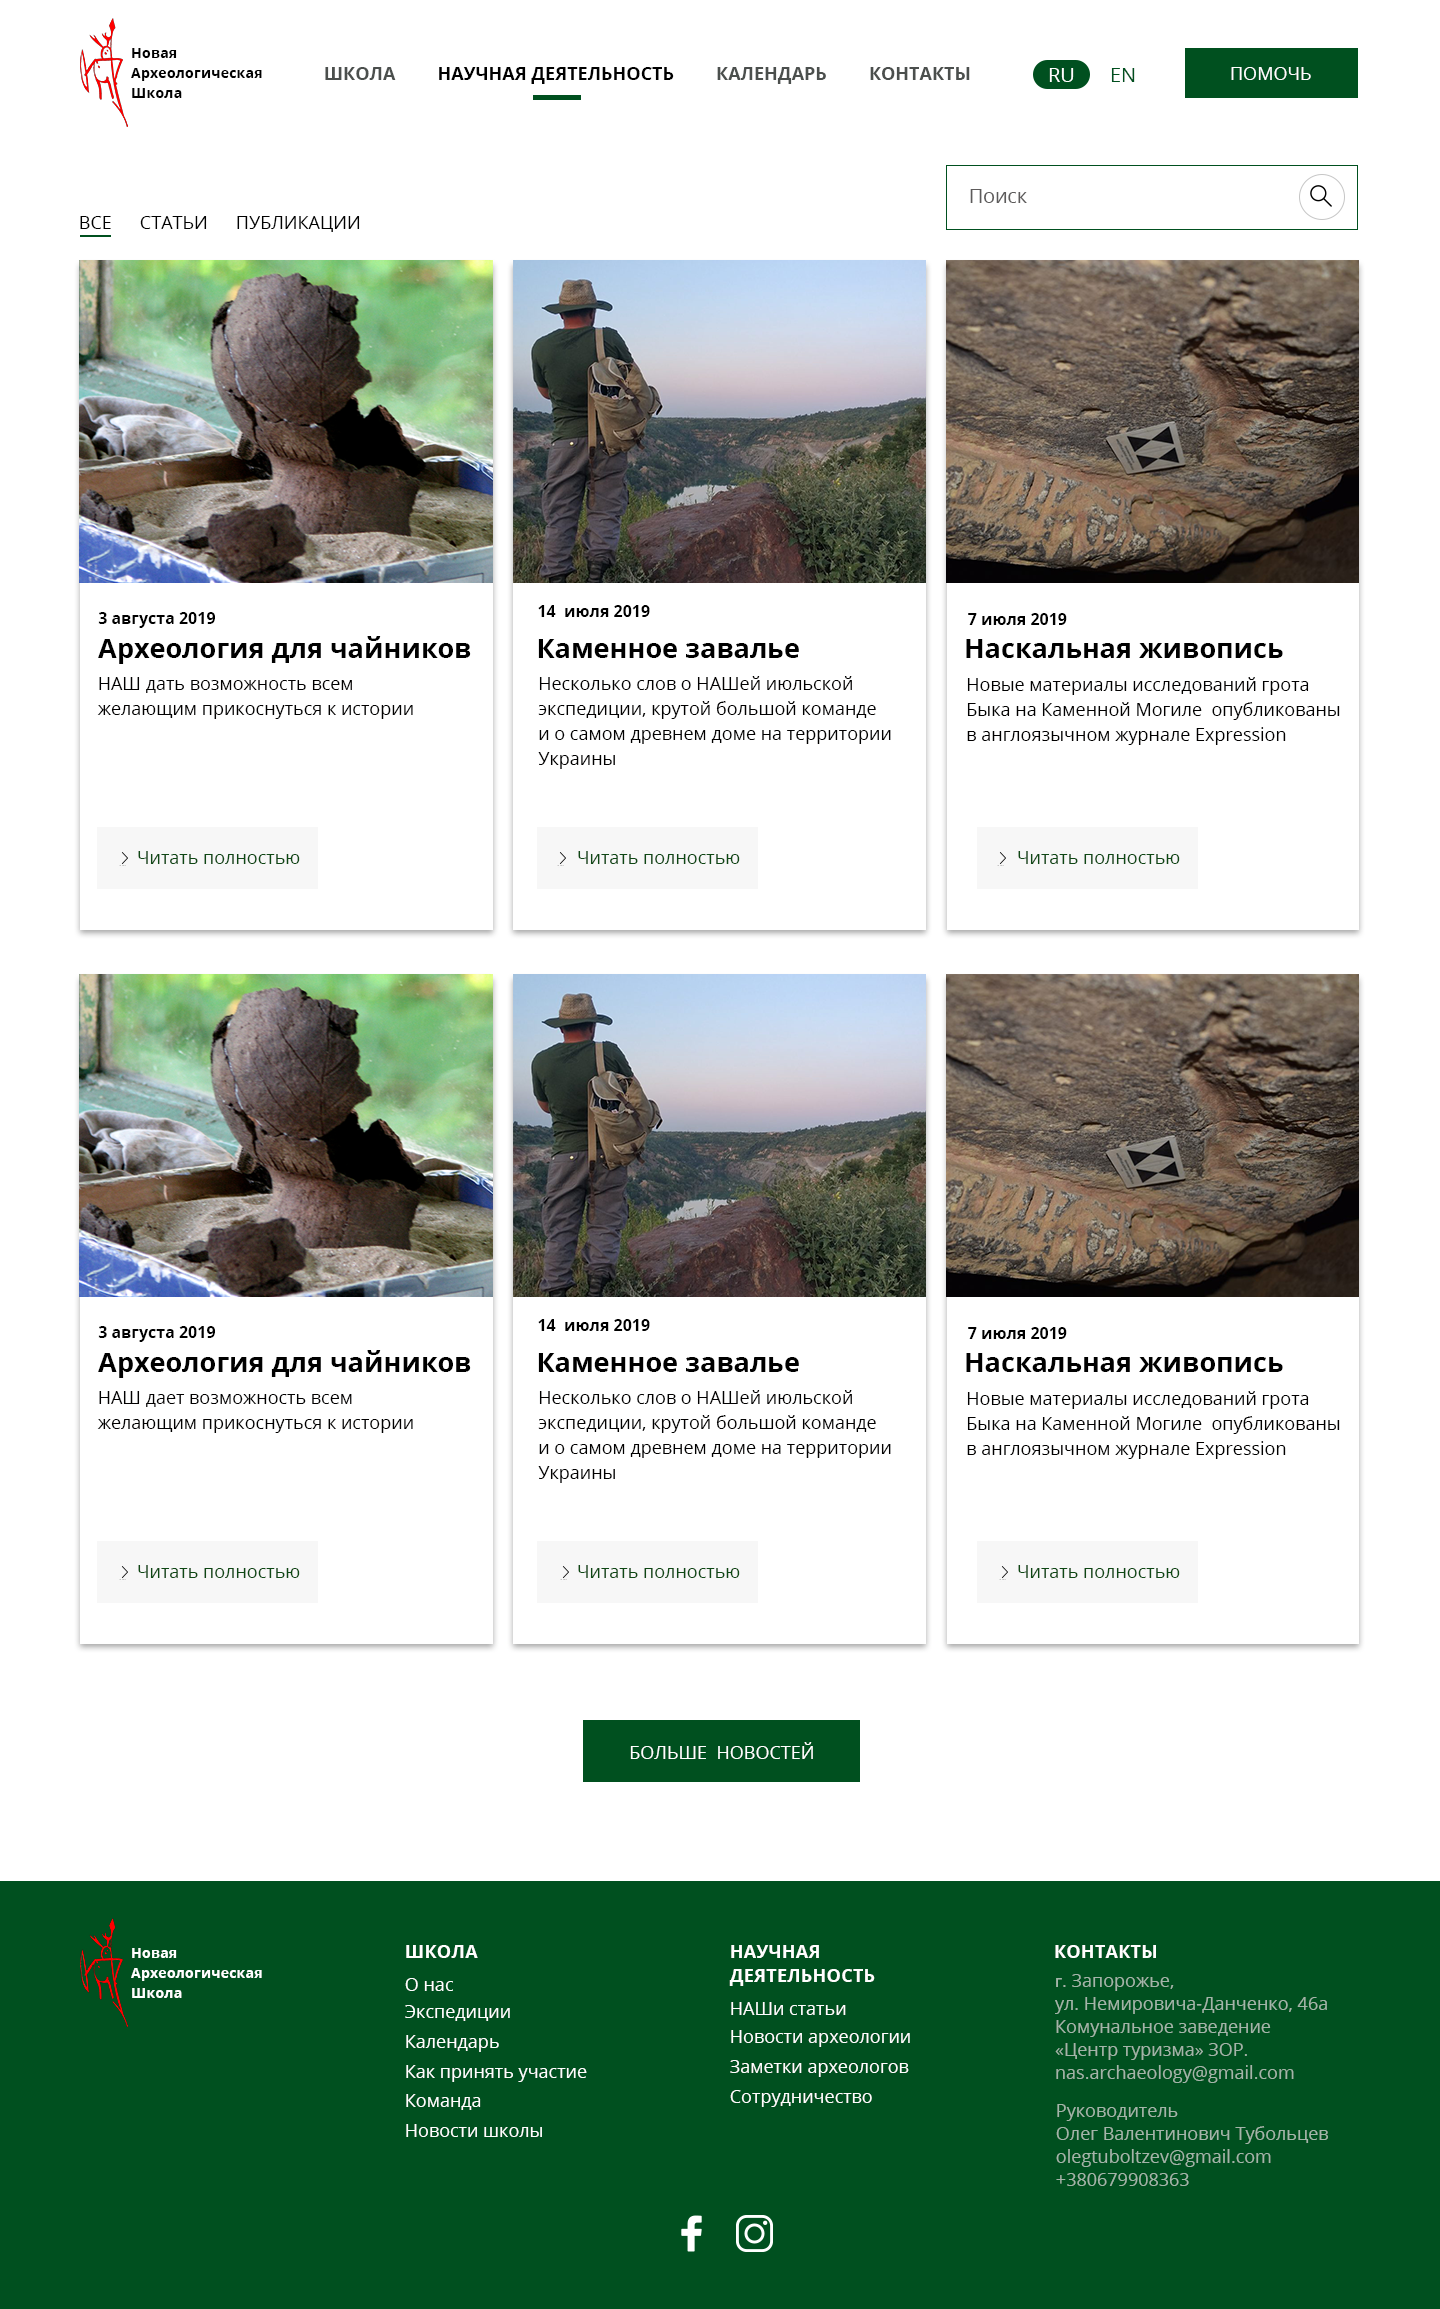 Новая
Археологическая
Школа
ШКОЛА
НАУЧНАЯ ДЕЯТЕЛЬНОСТЬ
КАЛЕНДАРЬ
КОНТАКТЫ
RU
EN
ПОМОЧЬ
Поиск
ВСЕ
СТАТЬИ
ПУБЛИКАЦИИ
3 августа 2019
Археология для чайников
НАШ дать возможность всем
желающим прикоснуться к истории
Читать полностью
14 июля 2019
Каменное завалье
Несколько слов о НАШей июльской
экспедиции, крутой большой команде
и о самом древнем доме на территории
Украины
Читать полностью
7 июля 2019
Наскальная живопись
Новые материалы исследований грота
Быка на Каменной Могиле опубликованы
в англоязычном журнале Expression
Читать полностью
3 августа 2019
Археология для чайников
НАШ дает возможность всем
желающим прикоснуться к истории
Читать полностью
14 июля 2019
Каменное завалье
Несколько слов о НАШей июльской
экспедиции, крутой большой команде
и о самом древнем доме на территории
Украины
Читать полностью
7 июля 2019
Наскальная живопись
Новые материалы исследований грота
Быка на Каменной Могиле опубликованы
в англоязычном журнале Expression
Читать полностью
БОЛЬШЕ НОВОСТЕЙ
Новая
Археологическая
Школа
ШКОЛА
О нас
Экспедиции
Календарь
Как принять участие
Команда
Новости школы
НАУЧНАЯ
ДЕЯТЕЛЬНОСТЬ
НАШи статьи
Новости археологии
Заметки археологов
Сотрудничество
КОНТАКТЫ
г. Запорожье,
ул. Немировича-Данченко, 46а
Комунальное заведение
«Центр туризма» ЗОР.
nas.archaeology@gmail.com
Руководитель
Олег Валентинович Тубольцев
olegtuboltzev@gmail.com
+380679908363